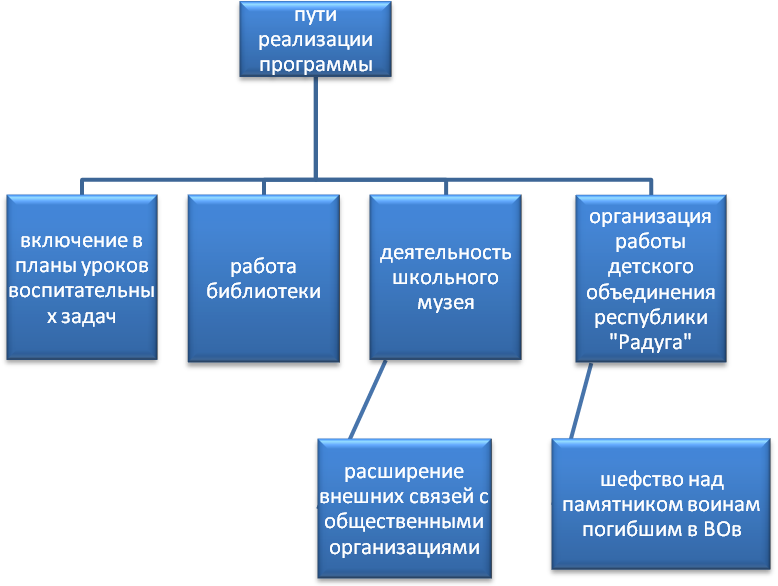 пути
реализации
программы
включение в
планы уроков
воспитательны
х задач
работа
библиотеки
деятельность
школьного
музея
организация
работы
детского
объединения
республики
"Радуга"
расширение
внешних связей с
общественными
организациями
шефство над
памятником воинам
погибшим в ВОв